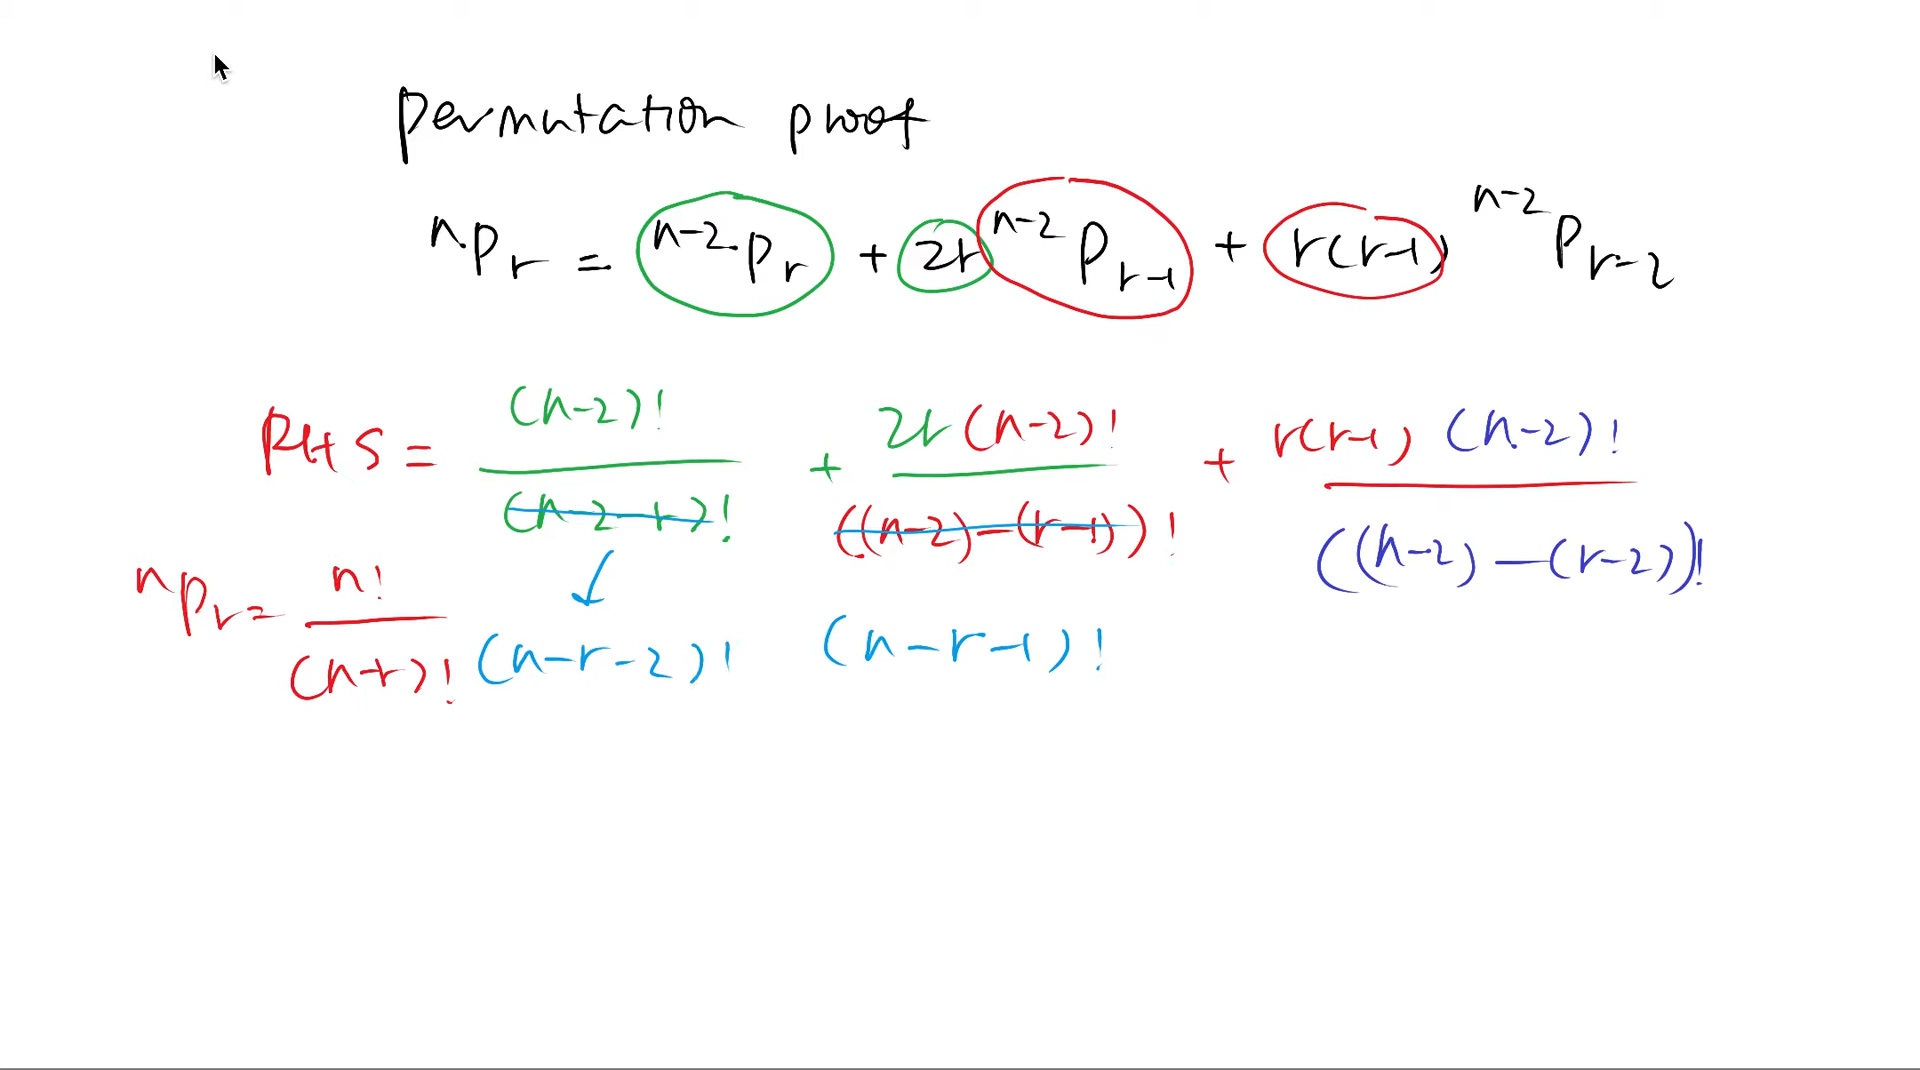 permutation proof
ⁿPᵣ = ⁿ⁻²Pᵣ + 2r ⁿ⁻²Pᵣ₋₁ + r(r-1) ⁿ⁻²Pᵣ₋₂
RHS = (n-2)! / (n-2-r)! + 2r(n-2)! / ((n-2)-(r-1))! + r(r-1)(n-2)! / ((n-2)-(r-2))!
ⁿPᵣ = n! / (n-r)! (n-r-2)! (n-r-1)!